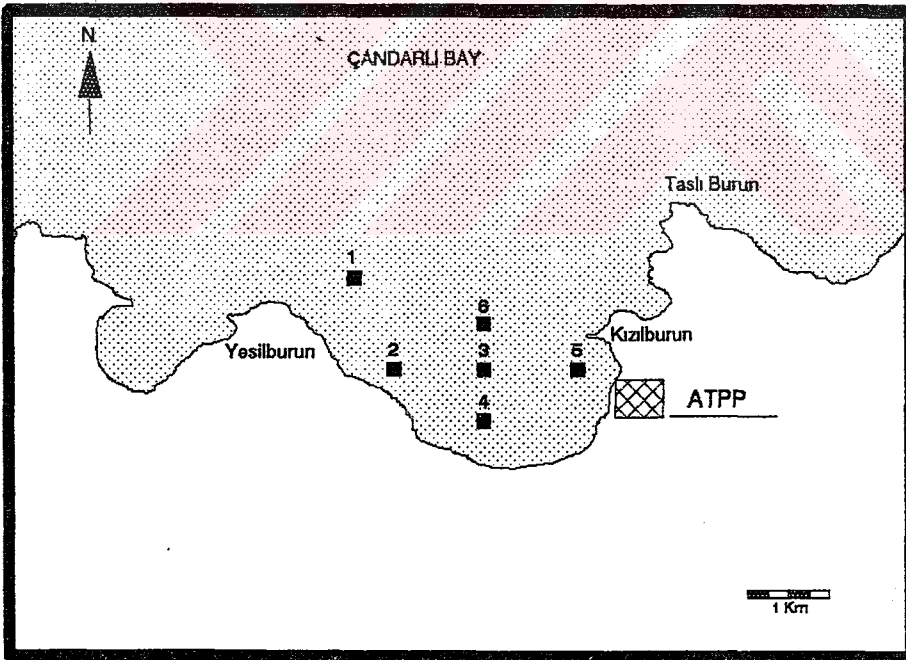 N
ÇANDARLI BAY
Taslı Burun
1
6
Kızılburun
Yesilburun
2
3
5
4
ATPP
1 Km